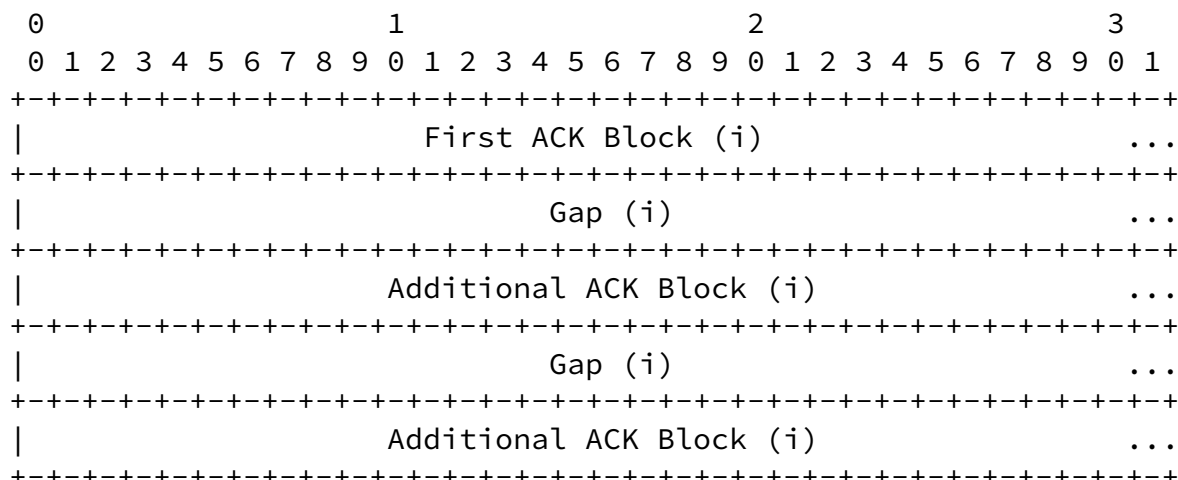 0                   1                   2                   3
 0 1 2 3 4 5 6 7 8 9 0 1 2 3 4 5 6 7 8 9 0 1 2 3 4 5 6 7 8 9 0 1
+-+-+-+-+-+-+-+-+-+-+-+-+-+-+-+-+-+-+-+-+-+-+-+-+-+-+-+-+-+-+-+-+
|                      First ACK Block (i)                    ...
+-+-+-+-+-+-+-+-+-+-+-+-+-+-+-+-+-+-+-+-+-+-+-+-+-+-+-+-+-+-+-+-+
|                             Gap (i)                         ...
+-+-+-+-+-+-+-+-+-+-+-+-+-+-+-+-+-+-+-+-+-+-+-+-+-+-+-+-+-+-+-+-+
|                    Additional ACK Block (i)                 ...
+-+-+-+-+-+-+-+-+-+-+-+-+-+-+-+-+-+-+-+-+-+-+-+-+-+-+-+-+-+-+-+-+
|                             Gap (i)                         ...
+-+-+-+-+-+-+-+-+-+-+-+-+-+-+-+-+-+-+-+-+-+-+-+-+-+-+-+-+-+-+-+-+
|                    Additional ACK Block (i)                 ...
+-+-+-+-+-+-+-+-+-+-+-+-+-+-+-+-+-+-+-+-+-+-+-+-+-+-+-+-+-+-+-+-+